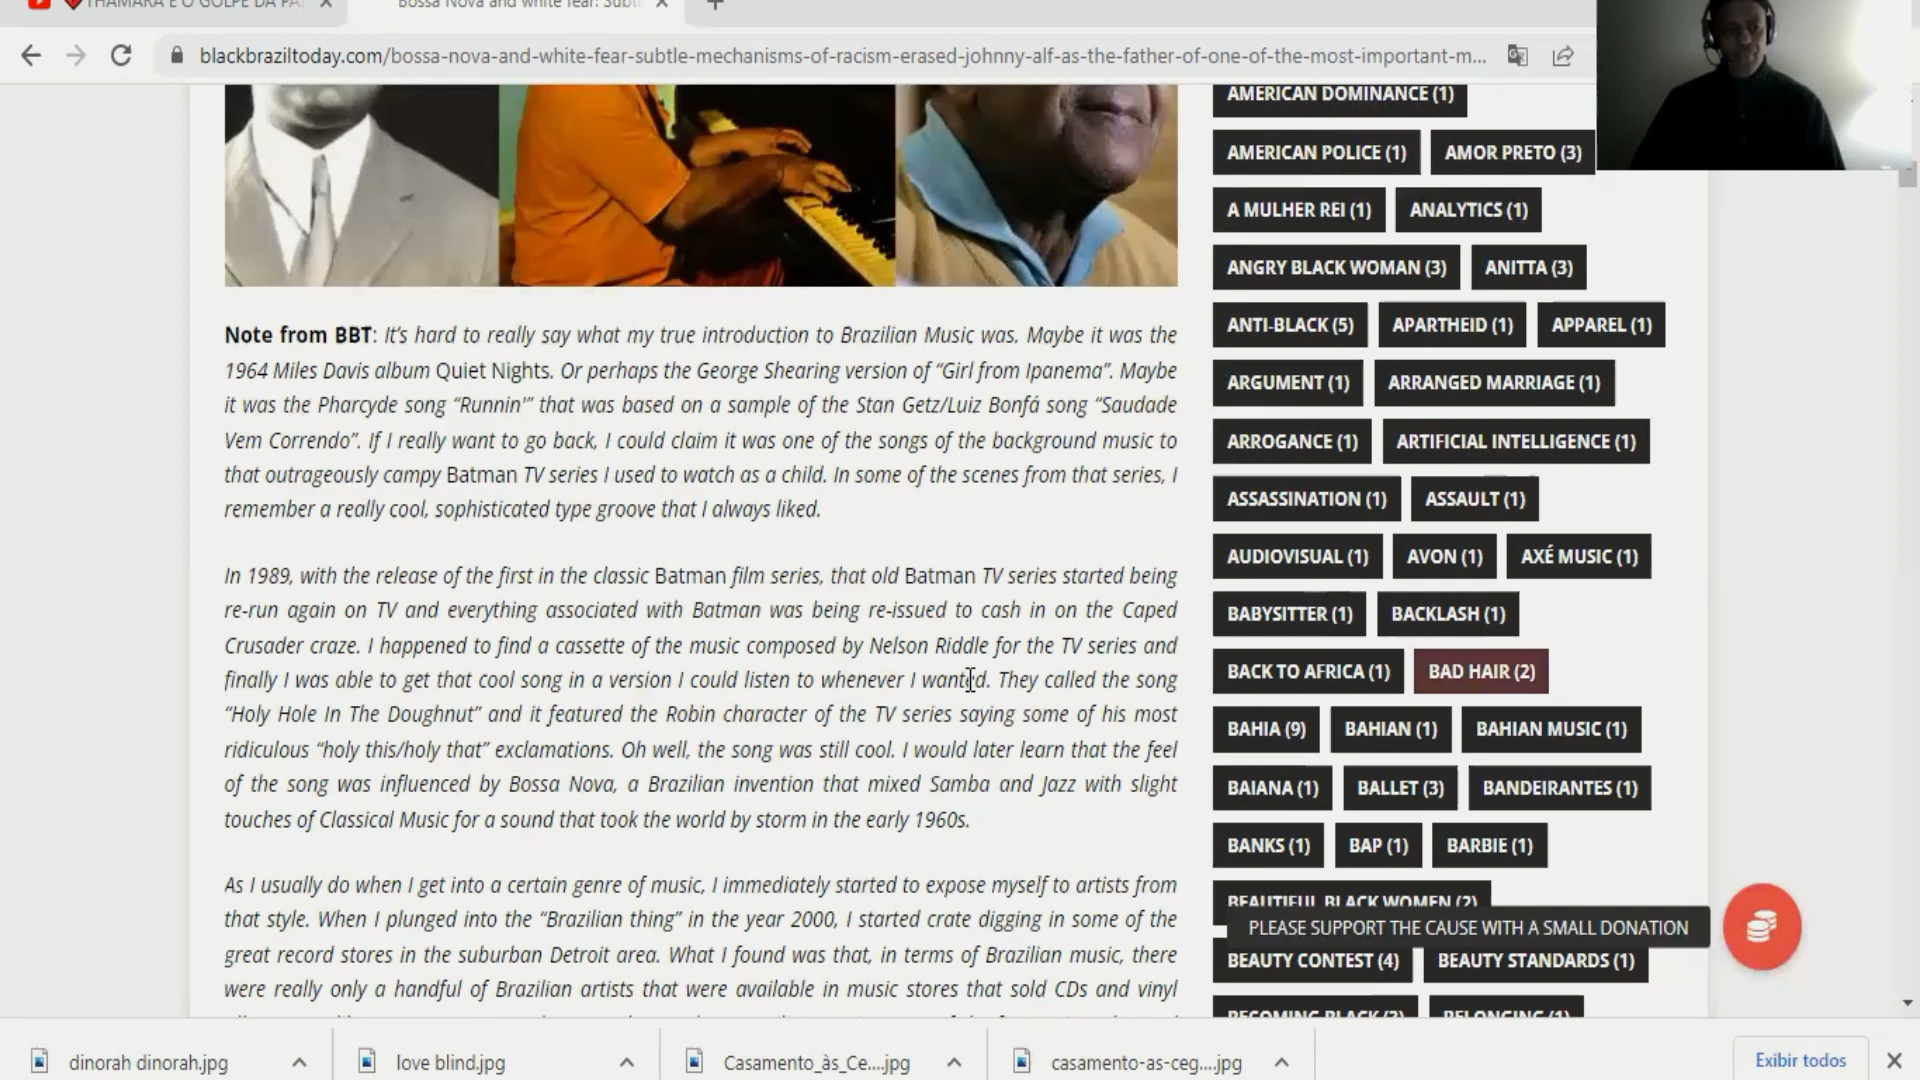 THAMARA E O GOLPE DA PA
Bossa Nova and white fear: Subt
blackbraziltoday.com/bossa-nova-and-white-fear-subtle-mechanisms-of-racism-erased-johnny-alf-as-the-father-of-one-of-the-most-important-m...
Note from BBT: It's hard to really say what my true introduction to Brazilian Music was. Maybe it was the
1964 Miles Davis album Quiet Nights. Or perhaps the George Shearing version of “Girl from Ipanema”. Maybe
it was the Pharcyde song “Runnin'” that was based on a sample of the Stan Getz/Luiz Bonfá song “Saudade
Vem Correndo”. If I really want to go back, I could claim it was one of the songs of the background music to
that outrageously campy Batman TV series I used to watch as a child. In some of the scenes from that series, I
remember a really cool, sophisticated type groove that I always liked.
In 1989, with the release of the first in the classic Batman film series, that old Batman TV series started being
re-run again on TV and everything associated with Batman was being re-issued to cash in on the Caped
Crusader craze. I happened to find a cassette of the music composed by Nelson Riddle for the TV series and
finally I was able to get that cool song in a version I could listen to whenever I wanted. They called the song
“Holy Hole In The Doughnut” and it featured the Robin character of the TV series saying some of his most
ridiculous “holy this/holy that” exclamations. Oh well, the song was still cool. I would later learn that the feel
of the song was influenced by Bossa Nova, a Brazilian invention that mixed Samba and Jazz with slight
touches of Classical Music for a sound that took the world by storm in the early 1960s.
As I usually do when I get into a certain genre of music, I immediately started to expose myself to artists from
that style. When I plunged into the “Brazilian thing” in the year 2000, I started crate digging in some of the
great record stores in the suburban Detroit area. What I found was that, in terms of Brazilian music, there
were really only a handful of Brazilian artists that were available in music stores that sold CDs and vinyl
AMERICAN DOMINANCE (1)
AMERICAN POLICE (1) AMOR PRETO (3)
A MULHER REI (1) ANALYTICS (1)
ANGRY BLACK WOMAN (3) ANITTA (3)
ANTI-BLACK (5) APARTHEID (1) APPAREL (1)
ARGUMENT (1) ARRANGED MARRIAGE (1)
ARROGANCE (1) ARTIFICIAL INTELLIGENCE (1)
ASSASSINATION (1) ASSAULT (1)
AUDIOVISUAL (1) AVON (1) AXÉ MUSIC (1)
BABYSITTER (1) BACKLASH (1)
BACK TO AFRICA (1) BAD HAIR (2)
BAHIA (9) BAHIAN (1) BAHIAN MUSIC (1)
BAIANA (1) BALLET (3) BANDEIRANTES (1)
BANKS (1) BAP (1) BARBIE (1)
BEAUTIFUL BLACK WOMEN (2)
PLEASE SUPPORT THE CAUSE WITH A SMALL DONATION
BEAUTY CONTEST (4) BEAUTY STANDARDS (1)
BECOMING BLACK (3) BELONGING (1)
dinorah dinorah.jpg love blind.jpg Casamento_às_Ce....jpg casamento-as-ceg....jpg Exibir todos